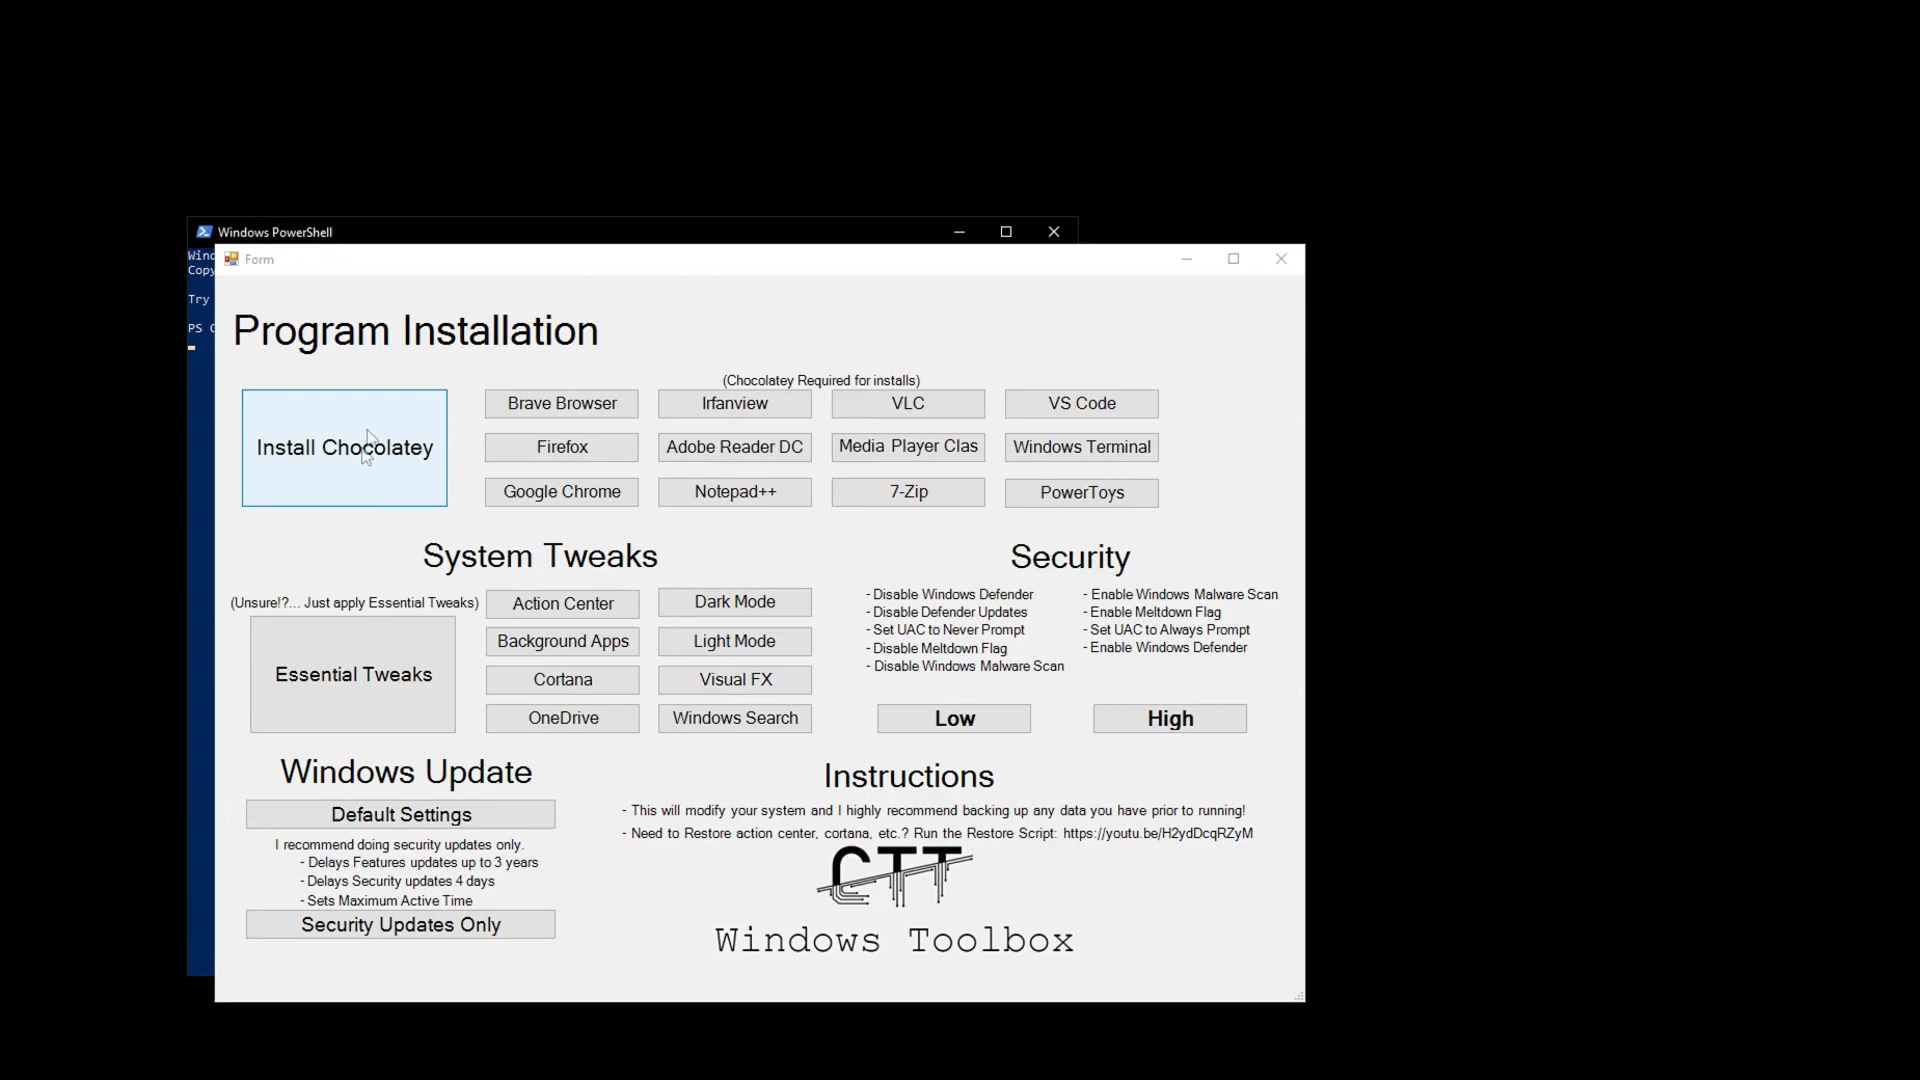 Windows PowerShell
Wind
Copy
Try
PS C
Form
Program Installation
(Chocolatey Required for installs)
Install Chocolatey
Brave Browser
Irfanview
VLC
VS Code
Firefox
Adobe Reader DC
Media Player Clas
Windows Terminal
Google Chrome
Notepad++
7-Zip
PowerToys
System Tweaks
(Unsure!?... Just apply Essential Tweaks)
Essential Tweaks
Action Center
Dark Mode
Background Apps
Light Mode
Cortana
Visual FX
OneDrive
Windows Search
Security
- Disable Windows Defender
- Disable Defender Updates
- Set UAC to Never Prompt
- Disable Meltdown Flag
- Disable Windows Malware Scan
- Enable Windows Malware Scan
- Enable Meltdown Flag
- Set UAC to Always Prompt
- Enable Windows Defender
Low
High
Windows Update
Default Settings
I recommend doing security updates only.
- Delays Features updates up to 3 years
- Delays Security updates 4 days
- Sets Maximum Active Time
Security Updates Only
Instructions
- This will modify your system and I highly recommend backing up any data you have prior to running!
- Need to Restore action center, cortana, etc.? Run the Restore Script: https://youtu.be/H2ydDcqRZyM
CTT
Windows Toolbox